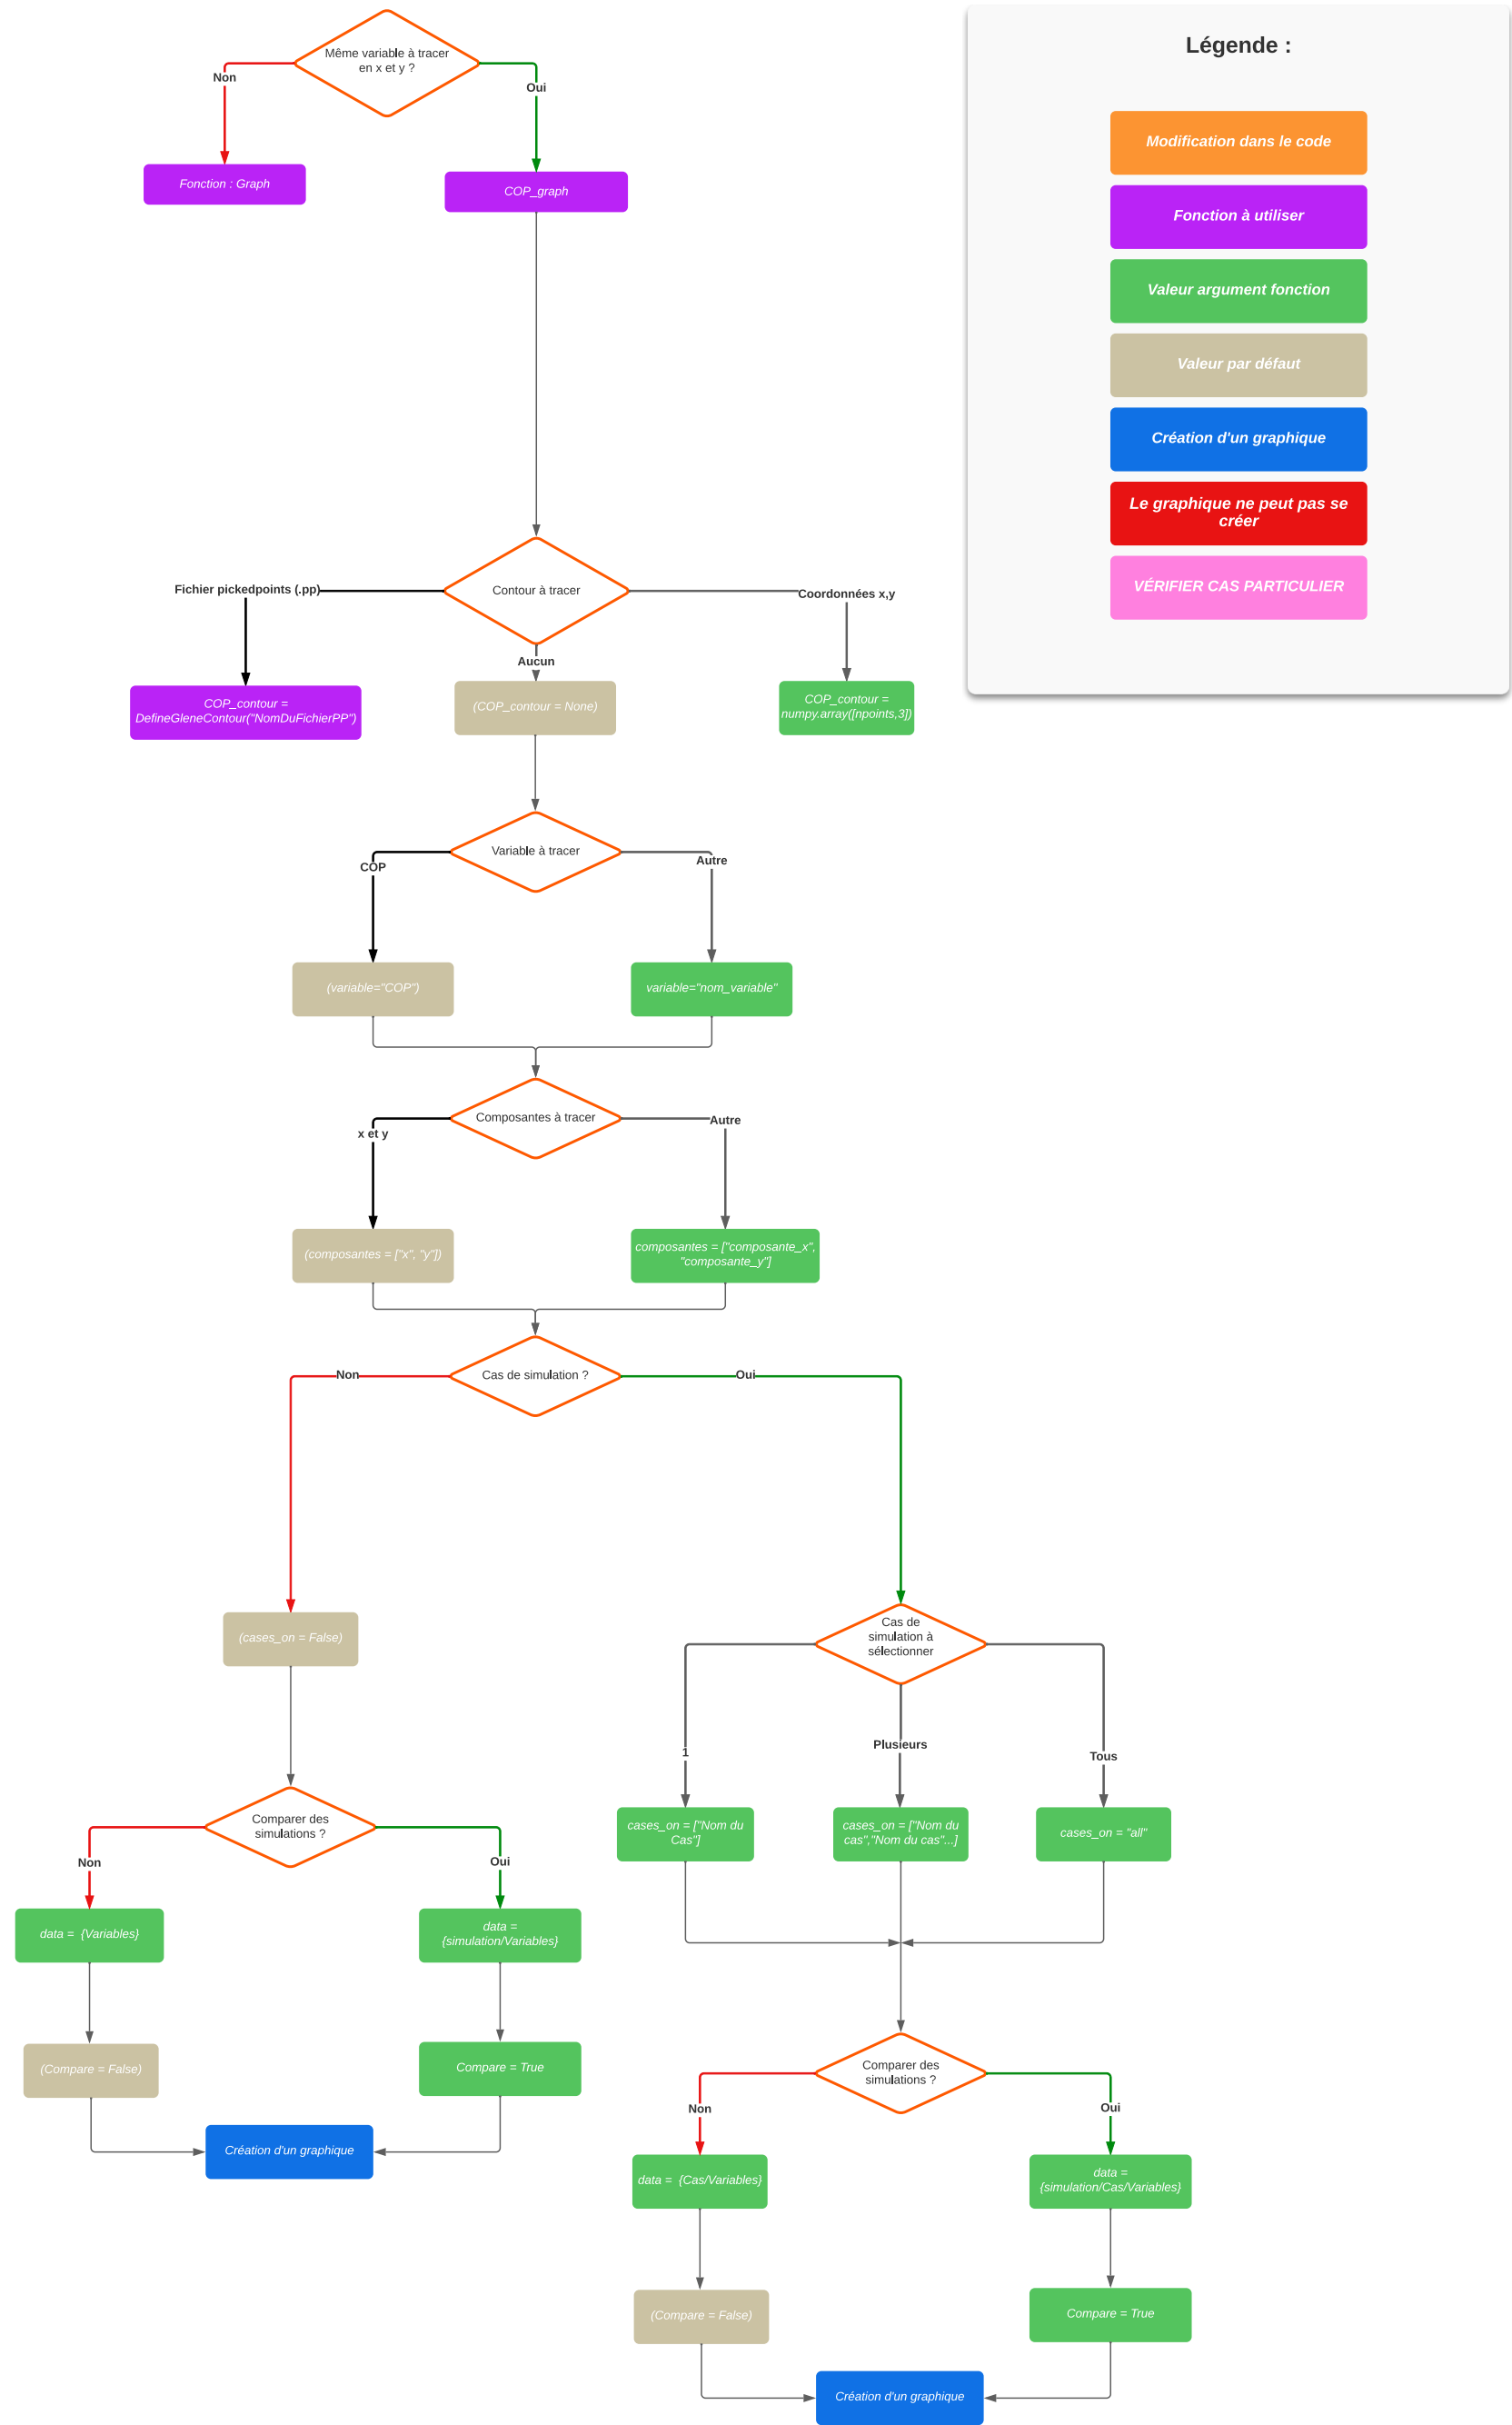 Même variable à tracer
en x et y ?
Non
Oui
Fonction : Graph
COP_graph
Légende :
Modification dans le code
Fonction à utiliser
Valeur argument fonction
Valeur par défaut
Création d'un graphique
Le graphique ne peut pas se
créer
VÉRIFIER CAS PARTICULIER
Contour à tracer
Fichier pickedpoints (.pp)
Aucun
Coordonnées x,y
COP_contour =
DefineGleneContour("NomDuFichierPP")
(COP_contour = None)
COP_contour =
numpy.array([npoints,3])
Variable à tracer
COP
Autre
(variable="COP")
variable="nom_variable"
Composantes à tracer
x et y
Autre
(composantes = ["x", "y"])
composantes = ["composante_x",
"composante_y"]
Cas de simulation ?
Non
Oui
(cases_on = False)
Cas de
simulation à
sélectionner
1
Plusieurs
Tous
cases_on = ["Nom du
Cas"]
cases_on = ["Nom du
cas","Nom du cas"...]
cases_on = "all"
Comparer des
simulations ?
Non
Oui
data =  {Variables}
data =
{simulation/Variables}
(Compare = False)
Compare = True
Création d'un graphique
Comparer des
simulations ?
Non
Oui
data =  {Cas/Variables}
data =
{simulation/Cas/Variables}
(Compare = False)
Compare = True
Création d'un graphique